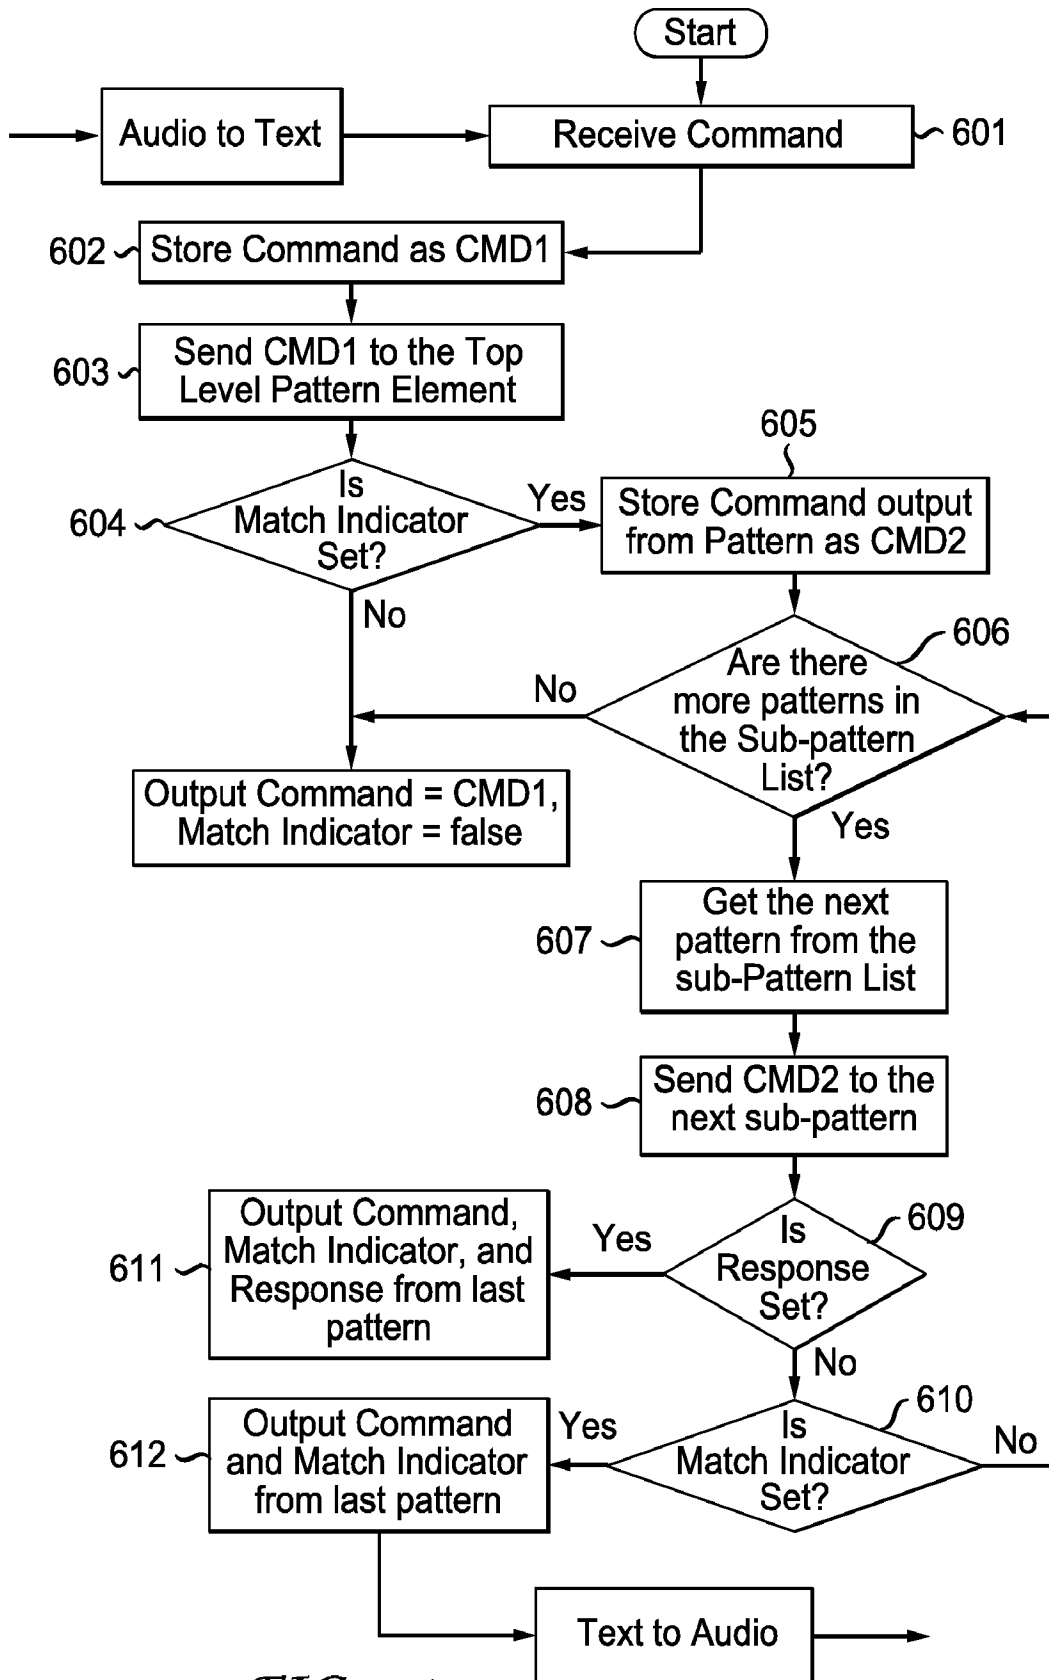 Start
Audio to Text
Receive Command
601
602
Store Command as CMD1
603
Send CMD1 to the Top
Level Pattern Element
604
Is
Match Indicator
Set?
Yes
No
605
Store Command output
from Pattern as CMD2
606
Are there
more patterns in
the Sub-pattern
List?
No
Yes
Output Command = CMD1,
Match Indicator = false
607
Get the next
pattern from the
sub-Pattern List
608
Send CMD2 to the
next sub-pattern
609
Is
Response
Set?
Yes
No
611
Output Command,
Match Indicator, and
Response from last
pattern
610
Is
Match Indicator
Set?
Yes
No
612
Output Command
and Match Indicator
from last pattern
Text to Audio